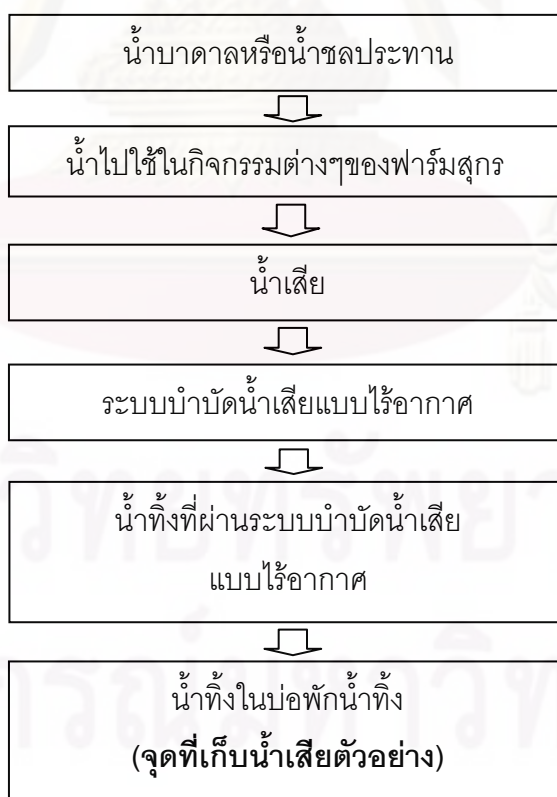 น้ำบาดาลหรือน้ำชลประทาน
น้ำไปใช้ในกิจกรรมต่างๆของฟาร์มสุกร
น้ำเสีย
ระบบบำบัดน้ำเสียแบบไร้อากาศ
น้ำทิ้งที่ผ่านระบบบำบัดน้ำเสีย
แบบไร้อากาศ
น้ำทิ้งในบ่อพักน้ำทิ้ง
(จุดที่เก็บน้ำเสียตัวอย่าง)